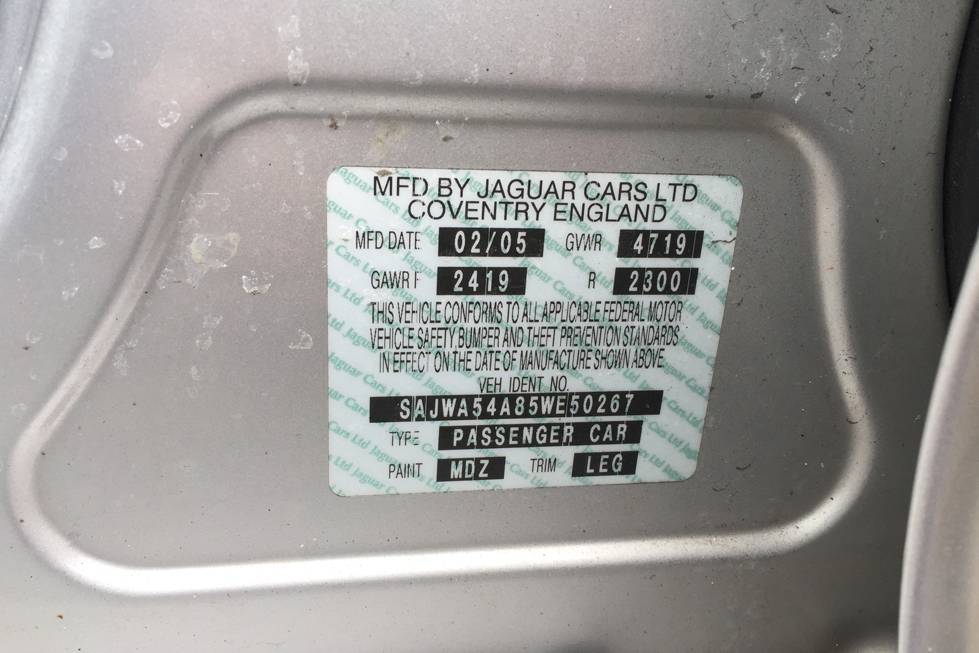 MFD BY JAGUAR CARS LTD
COVENTRY ENGLAND
MFD DATE 02/05 GVWR 4719
GAWR F 2419 R 2300
THIS VEHICLE CONFORMS TO ALL APPLICABLE FEDERAL MOTOR
VEHICLE SAFETY, BUMPER AND THEFT PREVENTION STANDARDS
IN EFFECT ON THE DATE OF MANUFACTURE SHOWN ABOVE.
VEH IDENT NO.
SAJWA54A85WE50267
TYPE PASSENGER CAR
PAINT MDZ TRIM LEG